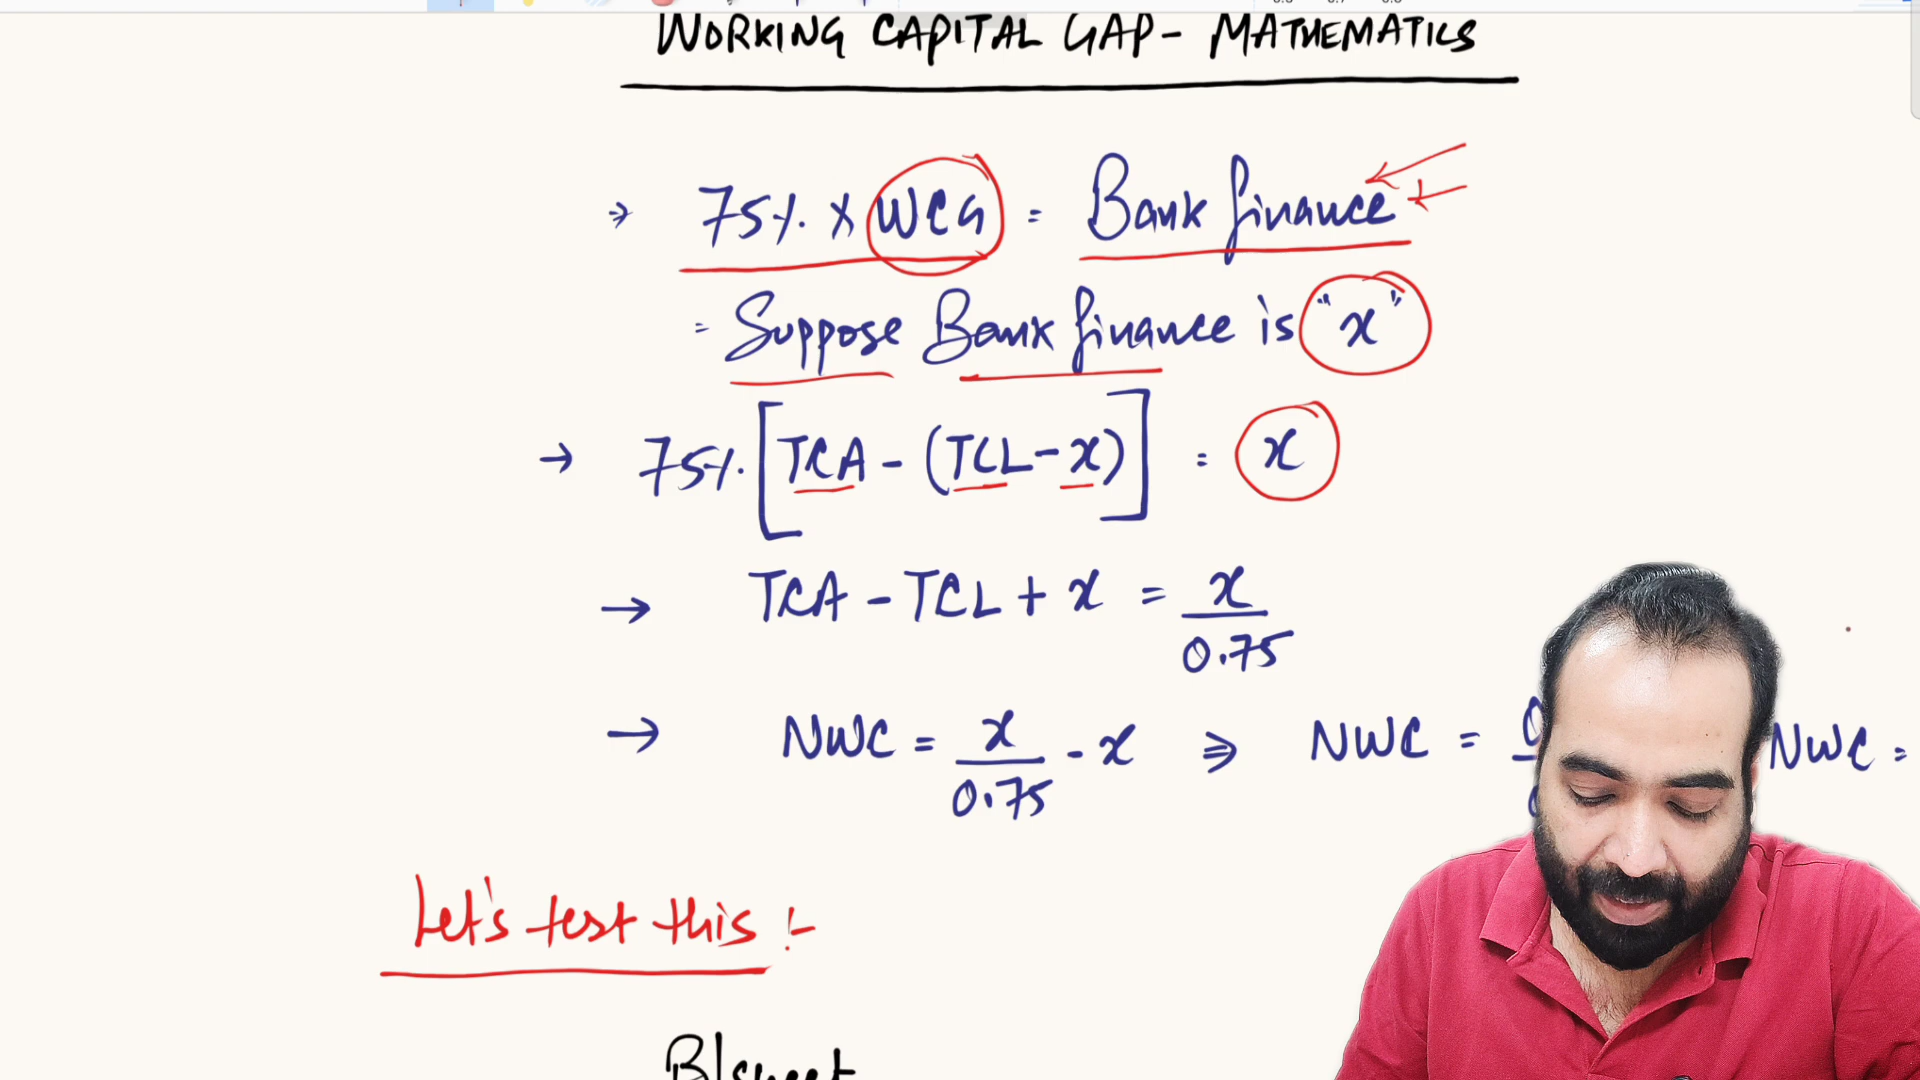 WORKING CAPITAL GAP - MATHEMATICS
⇒ 75% x WCG = Bank finance
= Suppose Bank finance is "x"
→ 75% [TCA - (TCL - x)] = x
→ TCA - TCL + x = x / 0.75
→ NWC = x / 0.75 - x ⇒ NWC = NWC =
Let's test this :-
B/sheet